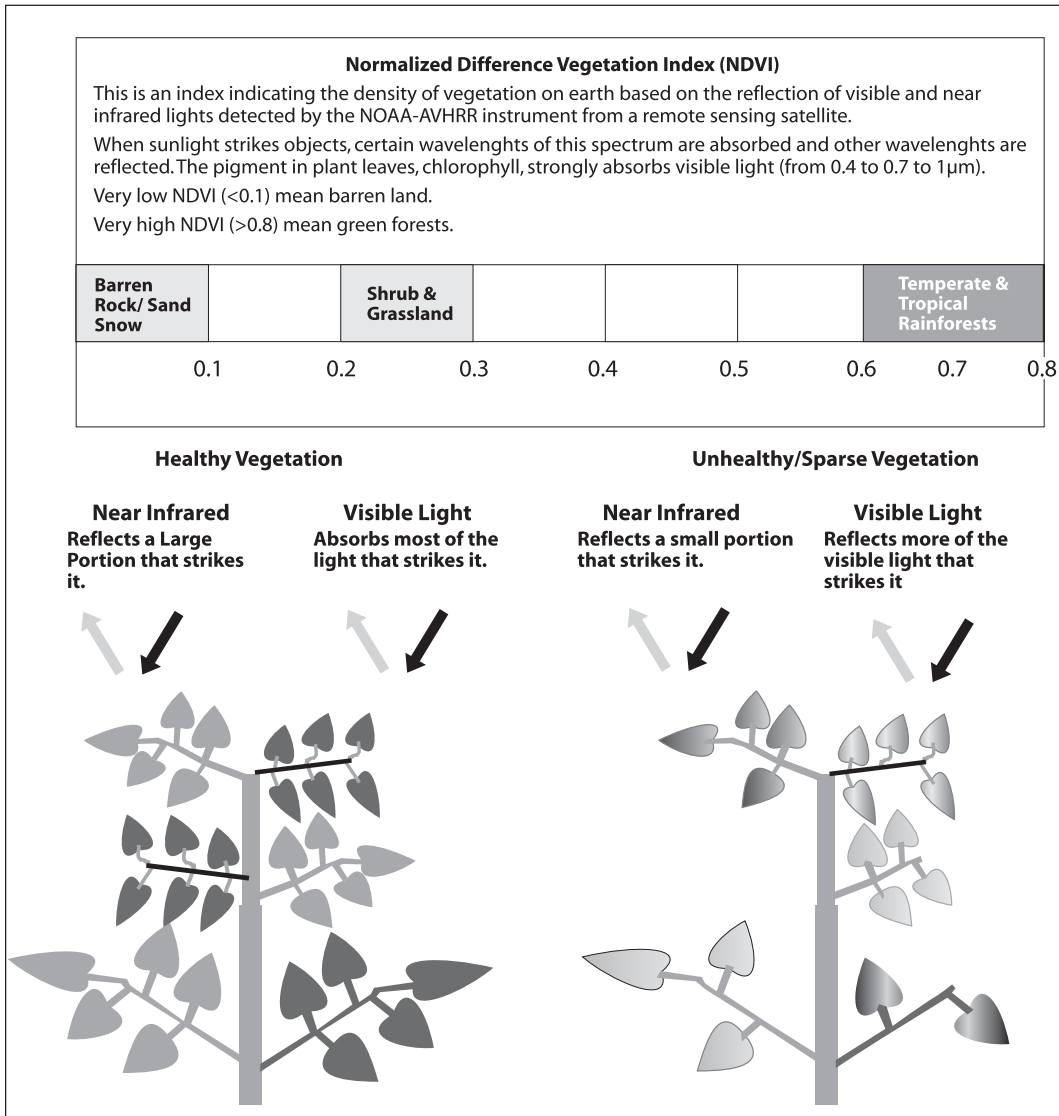 Normalized Difference Vegetation Index (NDVI)
This is an index indicating the density of vegetation on earth based on the reflection of visible and near
infrared lights detected by the NOAA-AVHRR instrument from a remote sensing satellite.
When sunlight strikes objects, certain wavelenghts of this spectrum are absorbed and other wavelenghts are
reflected. The pigment in plant leaves, chlorophyll, strongly absorbs visible light (from 0.4 to 0.7 to 1µm).
Very low NDVI (<0.1) mean barren land.
Very high NDVI (>0.8) mean green forests.
Barren
Rock/ Sand
Snow
Shrub &
Grassland
Temperate &
Tropical
Rainforests
0.1 0.2 0.3 0.4 0.5 0.6 0.7 0.8
Healthy Vegetation
Near Infrared
Reflects a Large
Portion that strikes
it.
Visible Light
Absorbs most of the
light that strikes it.
Unhealthy/Sparse Vegetation
Near Infrared
Reflects a small portion
that strikes it.
Visible Light
Reflects more of the
visible light that
strikes it